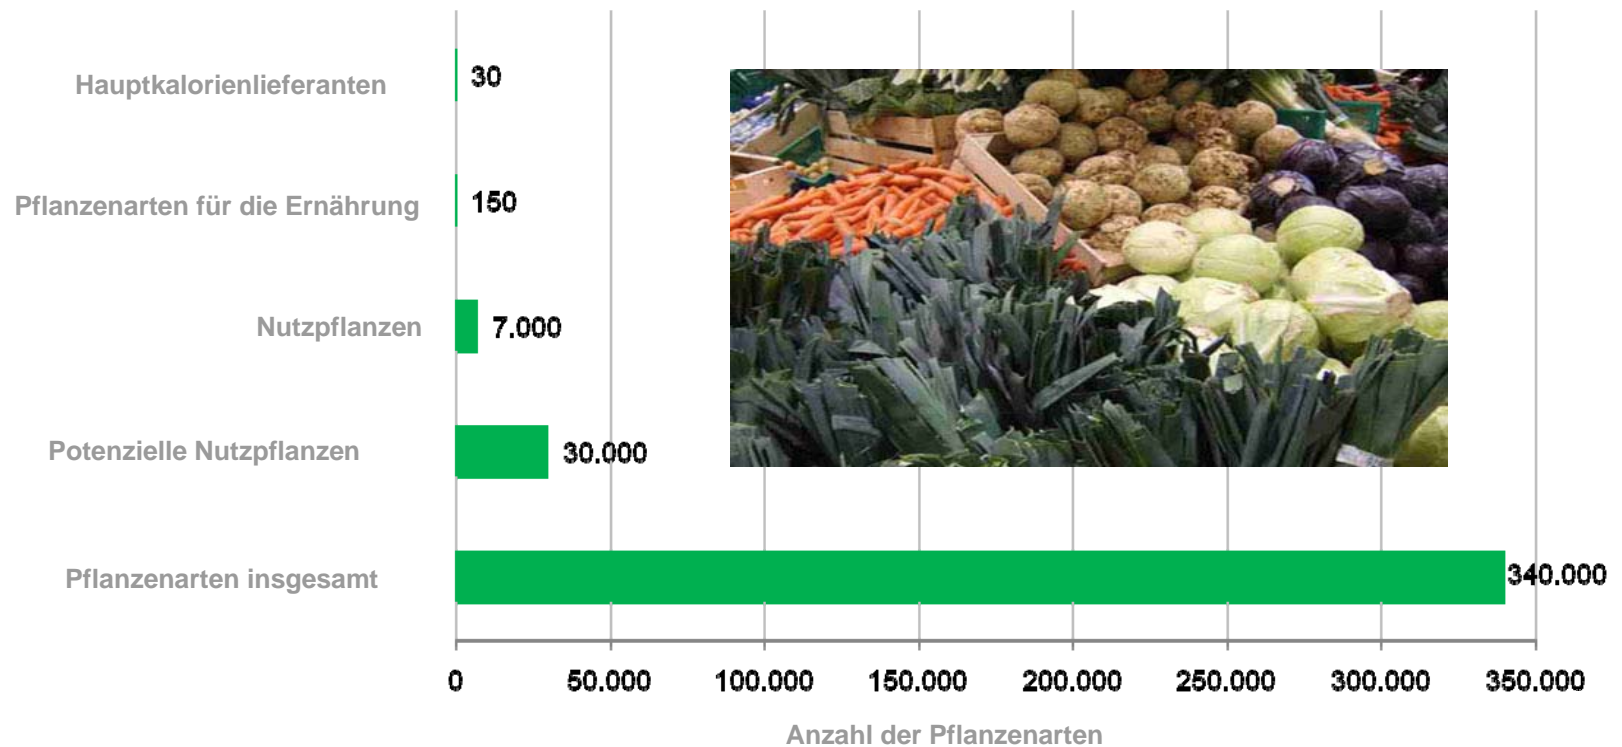 Hauptkalorienlieferanten 30
Pflanzenarten für die Ernährung 150
Nutzpflanzen 7.000
Potenzielle Nutzpflanzen 30.000
Pflanzenarten insgesamt 340.000
0 50.000 100.000 150.000 200.000 250.000 300.000 350.000
Anzahl der Pflanzenarten